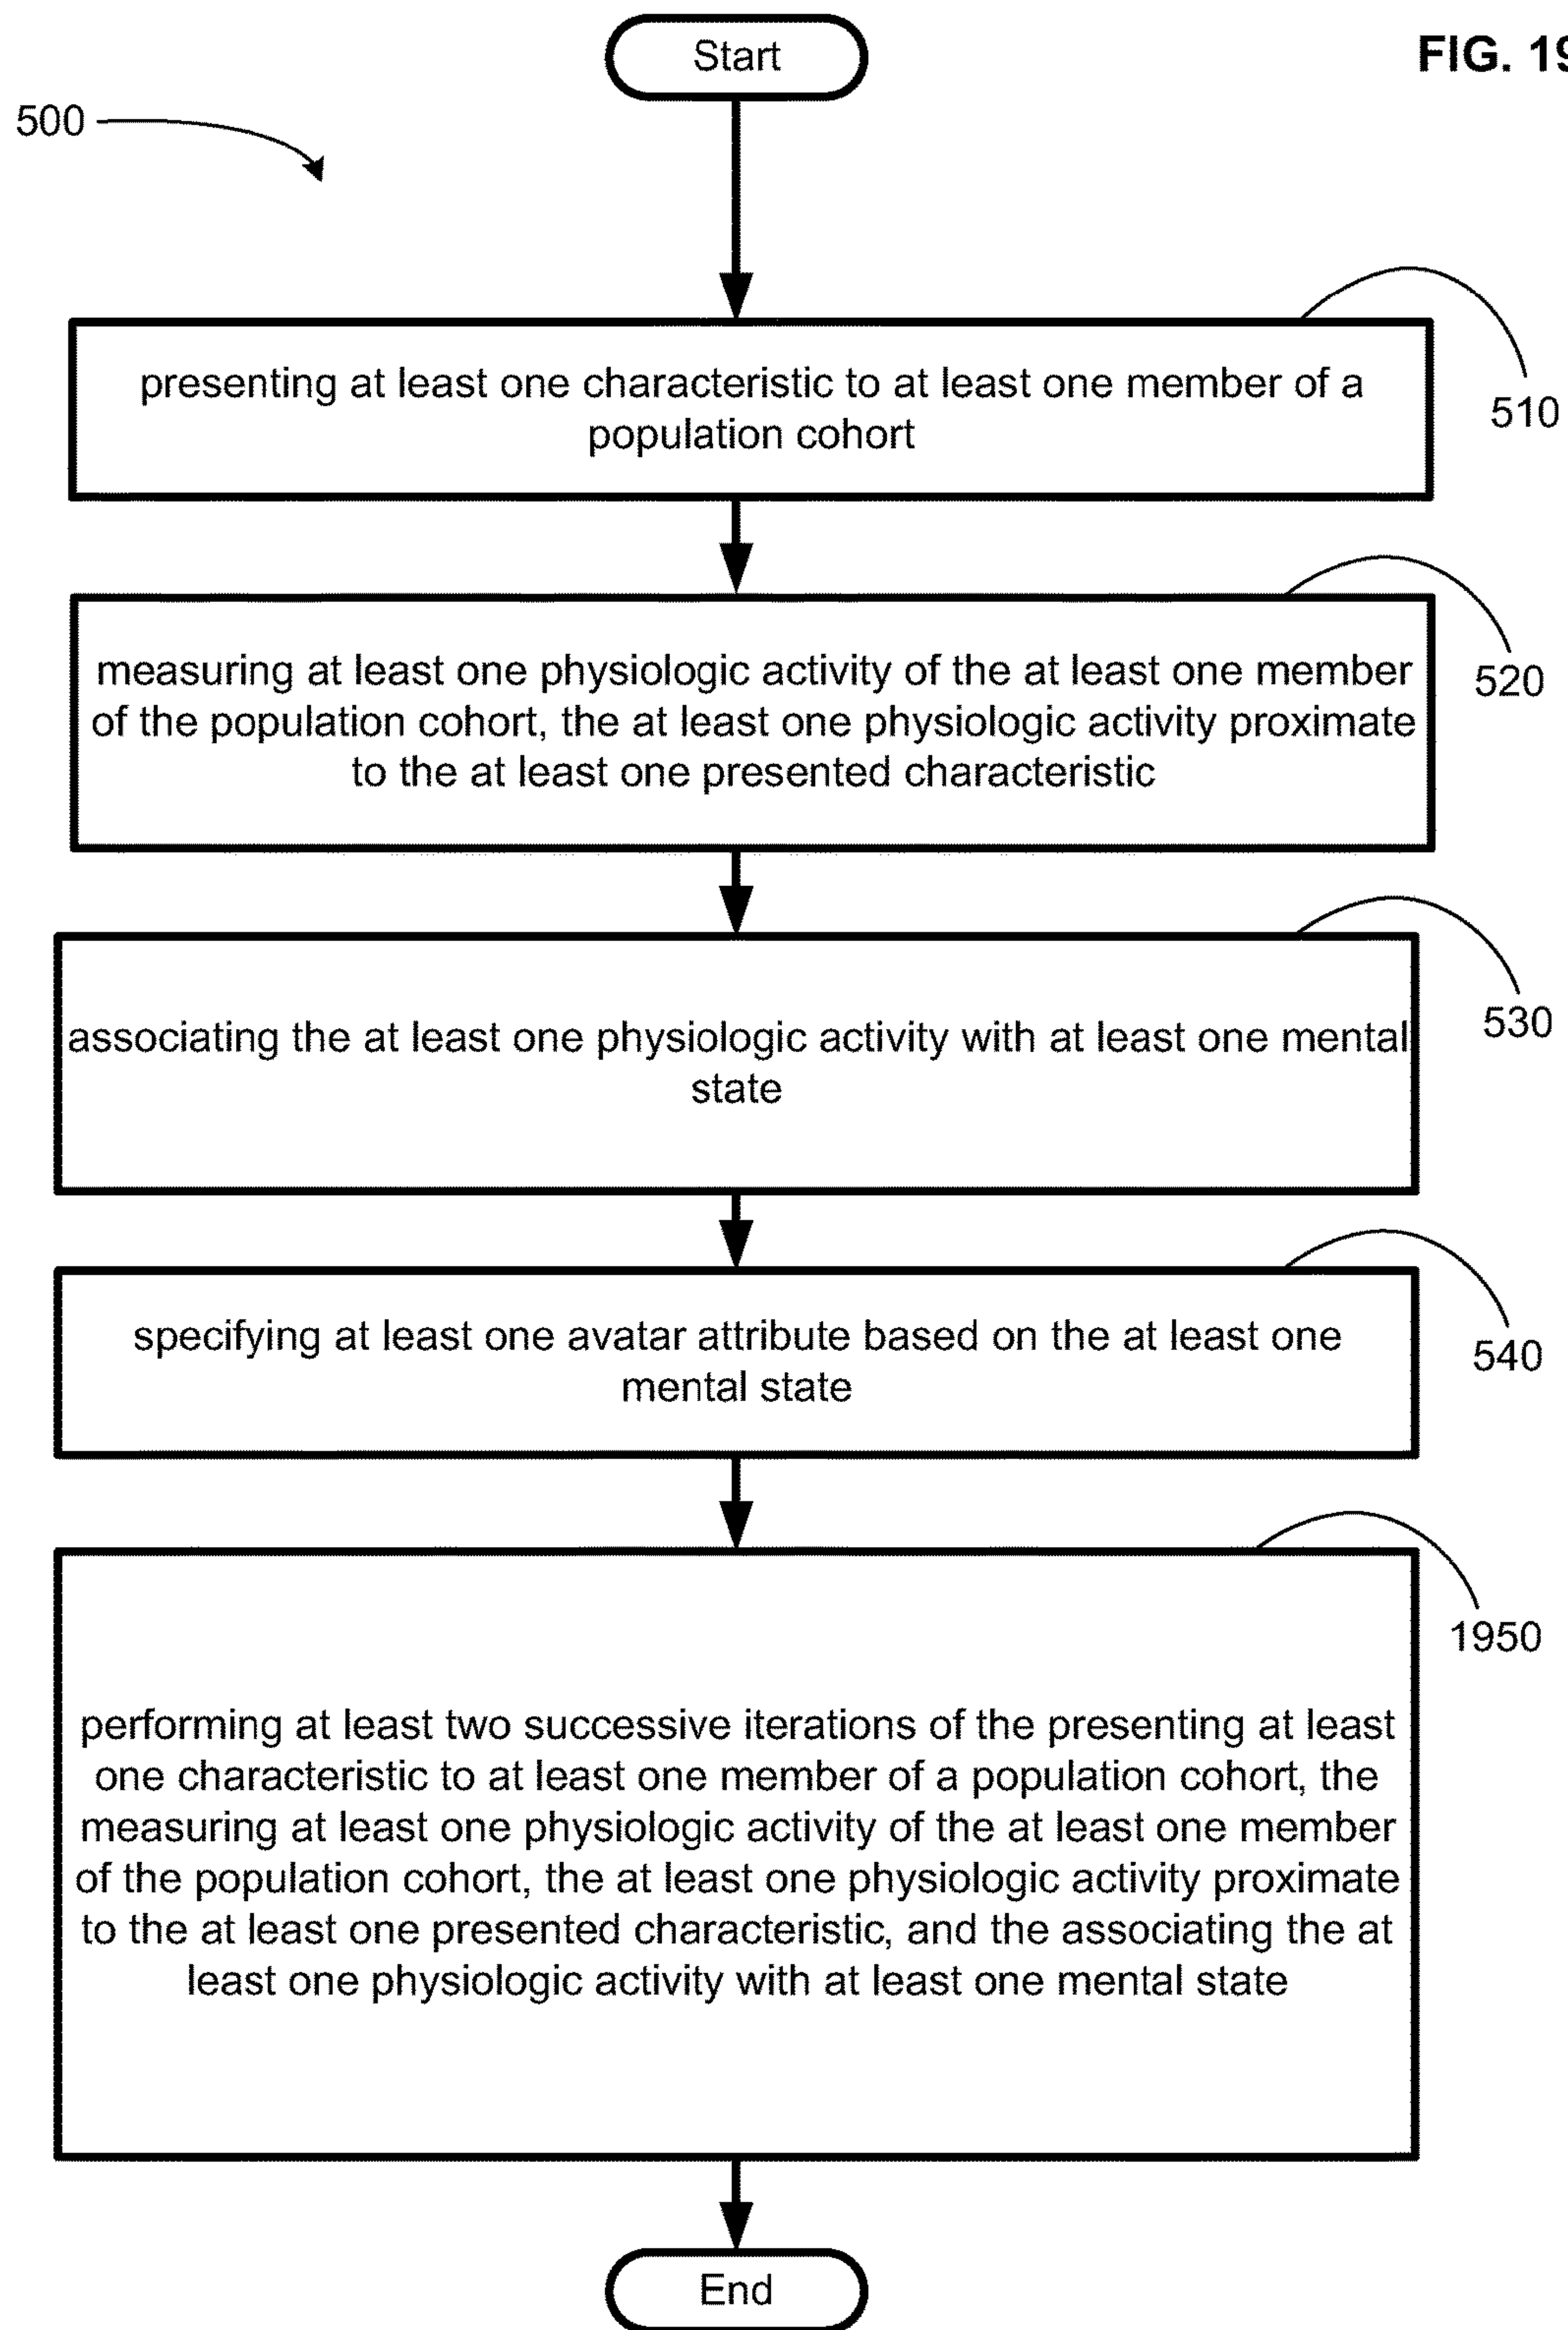 Start
FIG. 19
500
presenting at least one characteristic to at least one member of a
population cohort
510
measuring at least one physiologic activity of the at least one member
of the population cohort, the at least one physiologic activity proximate
to the at least one presented characteristic
520
associating the at least one physiologic activity with at least one mental
state
530
specifying at least one avatar attribute based on the at least one
mental state
540
performing at least two successive iterations of the presenting at least
one characteristic to at least one member of a population cohort, the
measuring at least one physiologic activity of the at least one member
of the population cohort, the at least one physiologic activity proximate
to the at least one presented characteristic, and the associating the at
least one physiologic activity with at least one mental state
1950
End